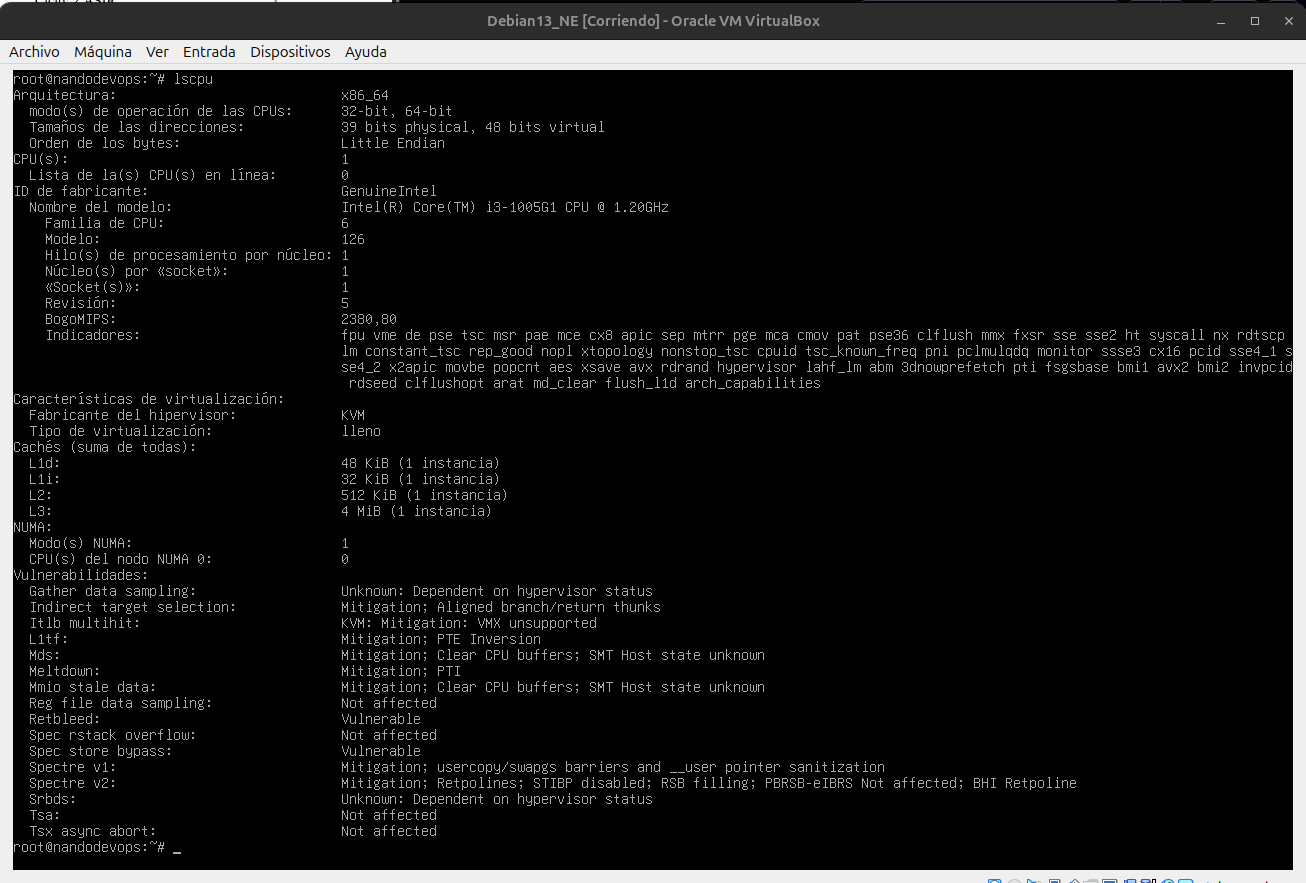 Debian13_NE [Corriendo] - Oracle VM VirtualBox
Archivo Máquina Ver Entrada Dispositivos Ayuda
root@nandodevops:~# lscpu
Arquitectura: x86_64
modo(s) de operación de las CPUs: 32-bit, 64-bit
Tamaños de las direcciones: 39 bits physical, 48 bits virtual
Orden de los bytes: Little Endian
CPU(s): 1
Lista de la(s) CPU(s) en línea: 0
ID de fabricante: GenuineIntel
Nombre del modelo: Intel(R) Core(TM) i3-1005G1 CPU @ 1.20GHz
Familia de CPU: 6
Modelo: 126
Hilo(s) de procesamiento por núcleo: 1
Núcleo(s) por «socket»: 1
«Socket(s)»: 1
Revisión: 5
BogoMIPS: 2380,80
Indicadores: fpu vme de pse tsc msr pae mce cx8 apic sep mtrr pge mca cmov pat pse36 clflush mmx fxsr sse sse2 ht syscall nx rdtscp
lm constant_tsc rep_good nopl xtopology nonstop_tsc cpuid tsc_known_freq pni pclmulqdq monitor ssse3 cx16 pcid sse4_1 s
se4_2 x2apic movbe popcnt aes xsave avx rdrand hypervisor lahf_lm abm 3dnowprefetch pti fsgsbase bmi1 avx2 bmi2 invpcid
rdseed clflushopt arat md_clear flush_l1d arch_capabilities
Características de virtualización:
Fabricante del hipervisor: KVM
Tipo de virtualización: lleno
Cachés (suma de todas):
L1d: 48 KiB (1 instancia)
L1i: 32 KiB (1 instancia)
L2: 512 KiB (1 instancia)
L3: 4 MiB (1 instancia)
NUMA:
Modo(s) NUMA: 1
CPU(s) del nodo NUMA 0: 0
Vulnerabilidades:
Gather data sampling: Unknown: Dependent on hypervisor status
Indirect target selection: Mitigation; Aligned branch/return thunks
Itlb multihit: KVM: Mitigation: VMX unsupported
L1tf: Mitigation; PTE Inversion
Mds: Mitigation; Clear CPU buffers; SMT Host state unknown
Meltdown: Mitigation; PTI
Mmio stale data: Mitigation; Clear CPU buffers; SMT Host state unknown
Reg file data sampling: Not affected
Retbleed: Vulnerable
Spec rstack overflow: Not affected
Spec store bypass: Vulnerable
Spectre v1: Mitigation; usercopy/swapgs barriers and __user pointer sanitization
Spectre v2: Mitigation; Retpolines; STIBP disabled; RSB filling; PBRSB-eIBRS Not affected; BHI Retpoline
Srbds: Unknown: Dependent on hypervisor status
Tsa: Not affected
Tsx async abort: Not affected
root@nandodevops:~# _